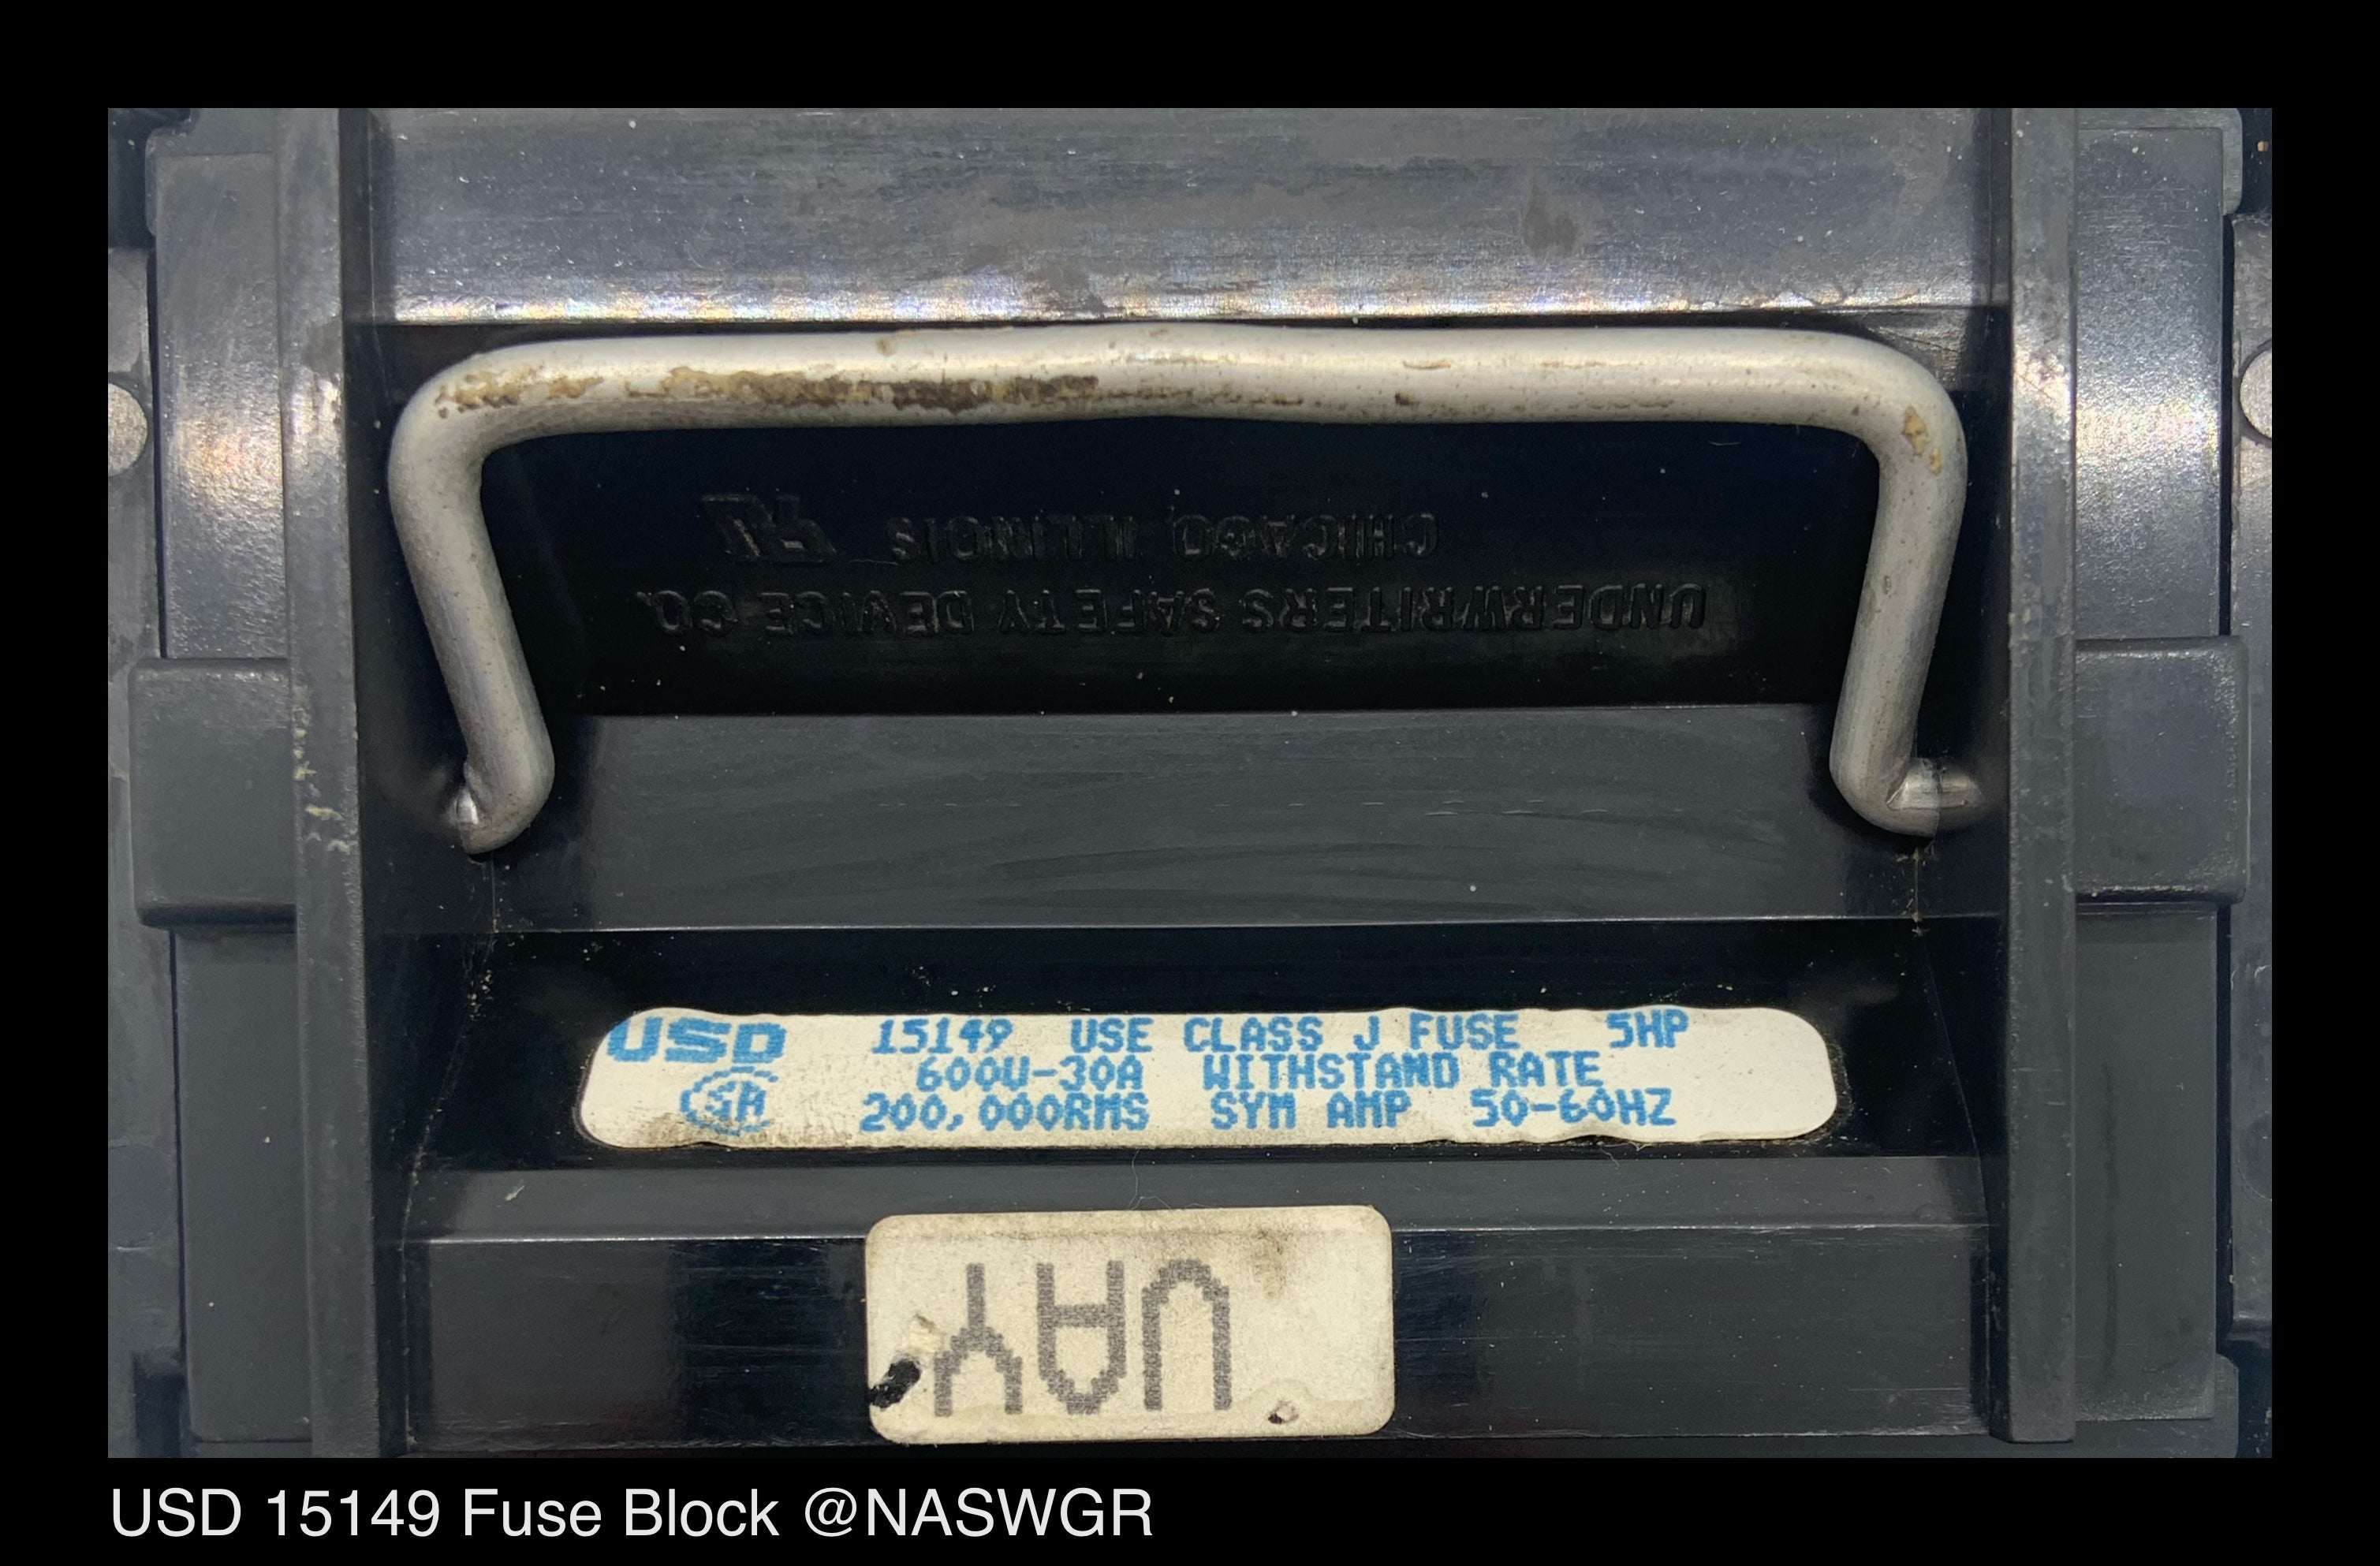 UNDERWRITERS SAFETY DEVICE CO.
CHICAGO, ILLINOIS
USD 15149 USE CLASS J FUSE 5HP
600V-30A WITHSTAND RATE
200,000RMS SYM AMP 50-60HZ
UAY
USD 15149 Fuse Block @NASWGR